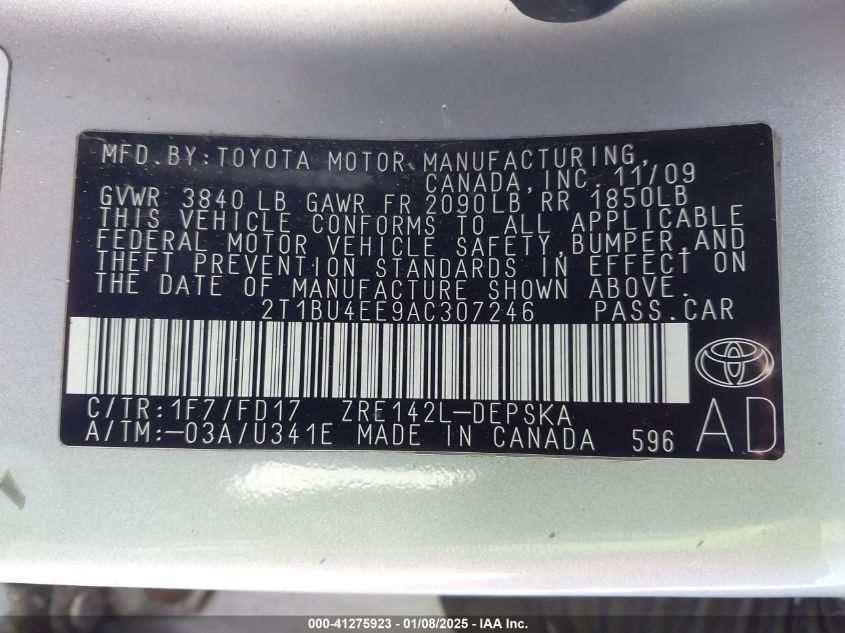 MFD. BY: TOYOTA MOTOR MANUFACTURING,
CANADA, INC. 11/09
GVWR 3840 LB GAWR FR 2090LB RR 1850LB
THIS VEHICLE CONFORMS TO ALL APPLICABLE
FEDERAL MOTOR VEHICLE SAFETY, BUMPER, AND
THEFT PREVENTION STANDARDS IN EFFECT ON
THE DATE OF MANUFACTURE SHOWN ABOVE.
2T1BU4EE9AC307246 PASS. CAR
C/TR: 1F7/FD17 ZRE142L-DEPSKA
A/TM: -03A/U341E MADE IN CANADA 596
AD
000-41275923 - 01/08/2025 - IAA Inc.